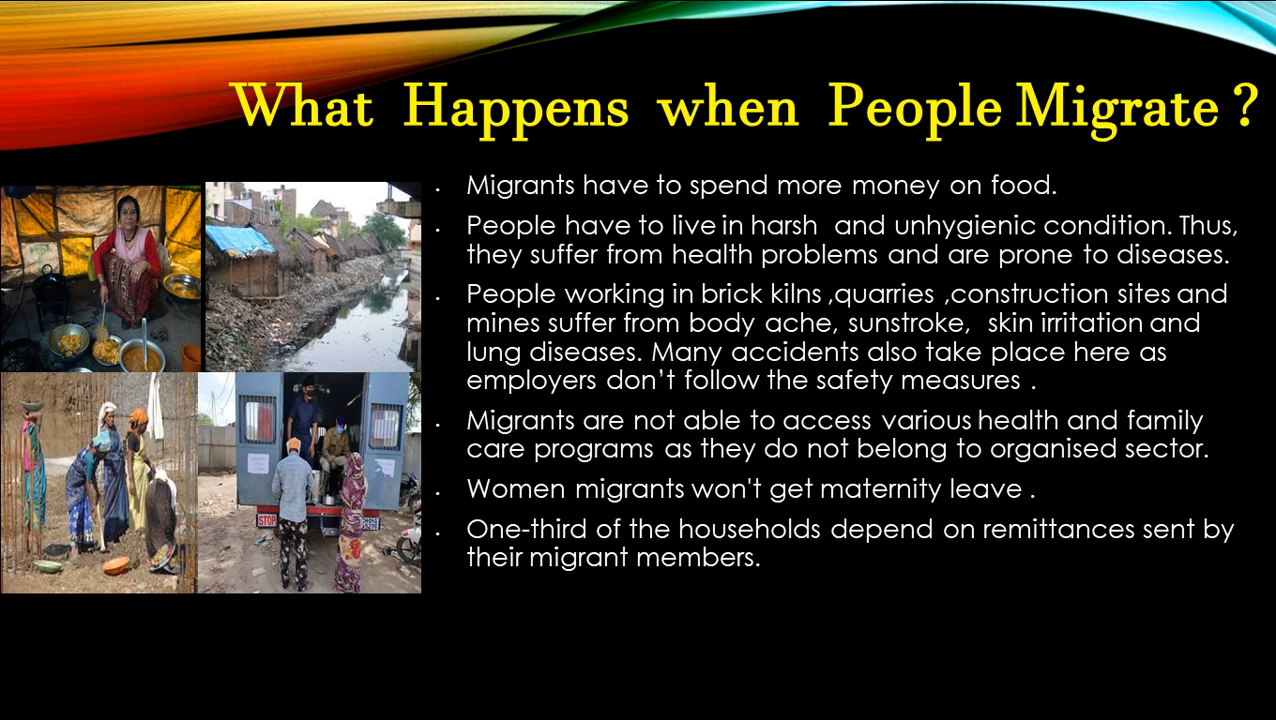 What Happens when People Migrate ?
• Migrants have to spend more money on food.
• People have to live in harsh and unhygienic condition. Thus,
they suffer from health problems and are prone to diseases.
• People working in brick kilns ,quarries ,construction sites and
mines suffer from body ache, sunstroke, skin irritation and
lung diseases. Many accidents also take place here as
employers don’t follow the safety measures .
• Migrants are not able to access various health and family
care programs as they do not belong to organised sector.
• Women migrants won't get maternity leave .
• One-third of the households depend on remittances sent by
their migrant members.
STOP